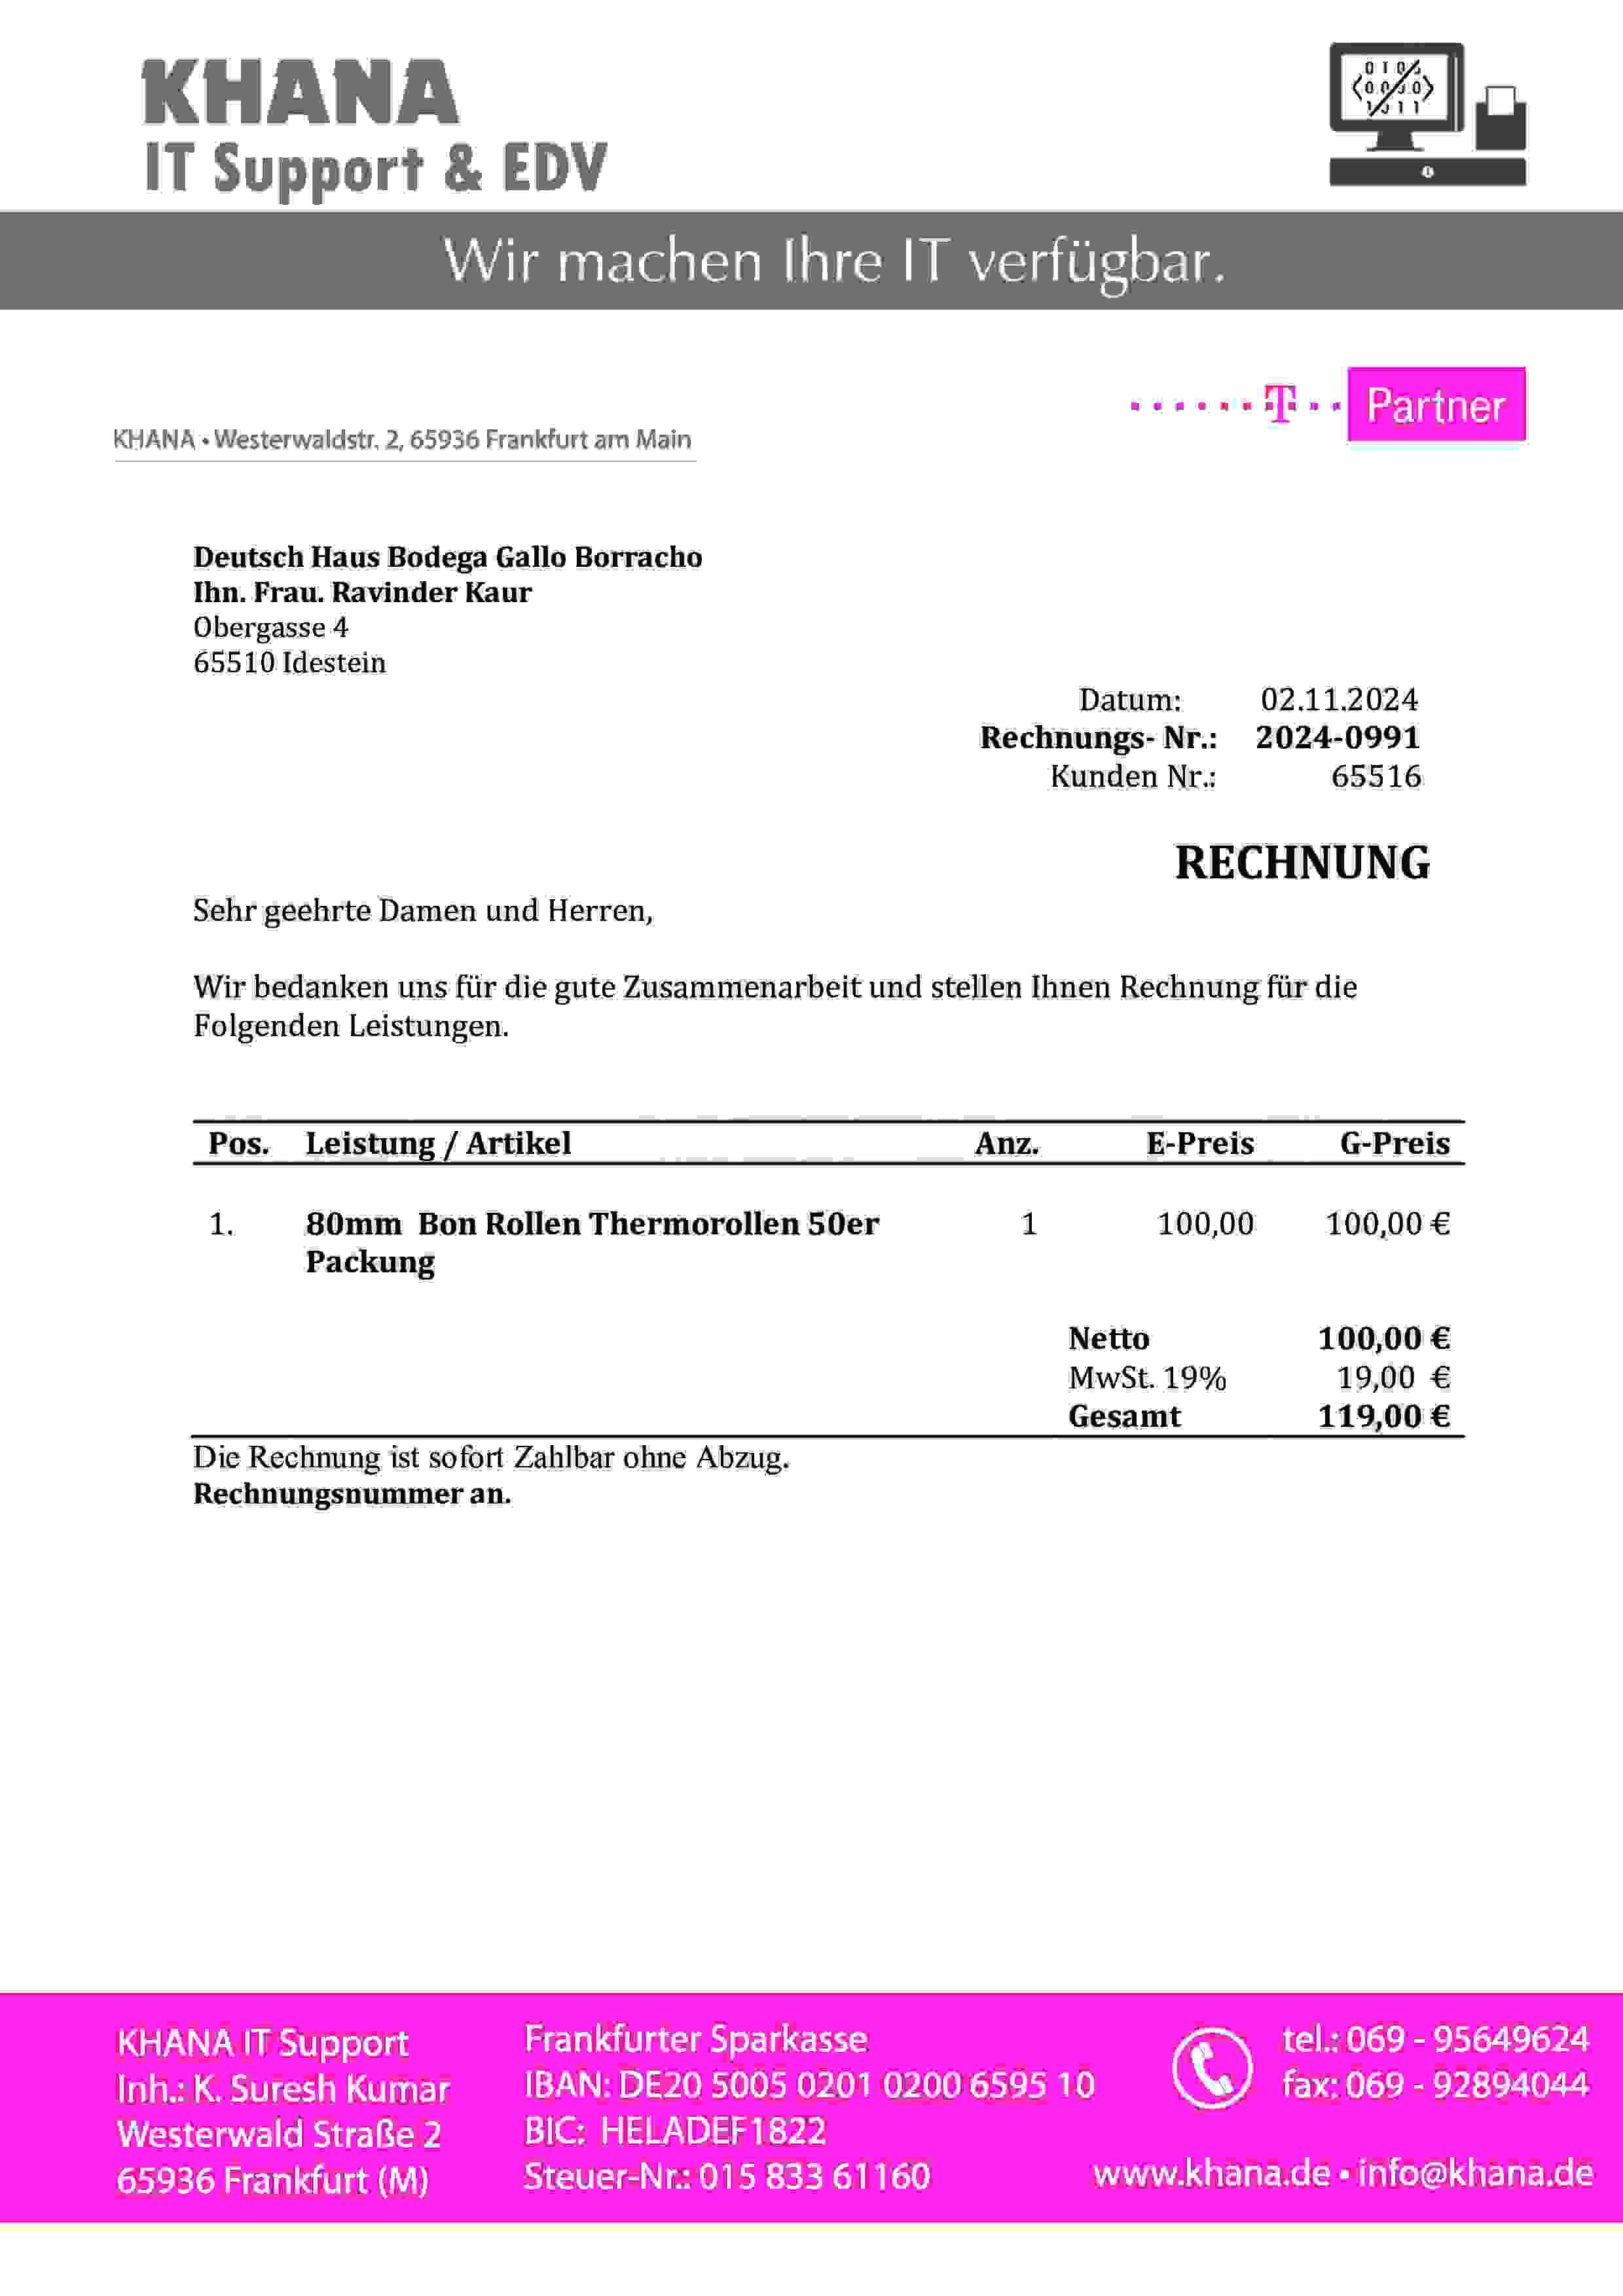 KHANA
IT Support & EDV
Wir machen Ihre IT verfügbar.
T Partner
KHANA • Westerwaldstr. 2, 65936 Frankfurt am Main
Deutsch Haus Bodega Gallo Borracho
Ihn. Frau. Ravinder Kaur
Obergasse 4
65510 Idestein
Datum: 02.11.2024
Rechnungs- Nr.: 2024-0991
Kunden Nr.: 65516
RECHNUNG
Sehr geehrte Damen und Herren,
Wir bedanken uns für die gute Zusammenarbeit und stellen Ihnen Rechnung für die
Folgenden Leistungen.
Pos. Leistung / Artikel Anz. E-Preis G-Preis
1. 80mm Bon Rollen Thermorollen 50er 1 100,00 100,00 €
Packung
Netto 100,00 €
MwSt. 19% 19,00 €
Gesamt 119,00 €
Die Rechnung ist sofort Zahlbar ohne Abzug.
Rechnungsnummer an.
KHANA IT Support
Inh.: K. Suresh Kumar
Westerwald Straße 2
65936 Frankfurt (M)
Frankfurter Sparkasse
IBAN: DE20 5005 0201 0200 6595 10
BIC: HELADEF1822
Steuer-Nr.: 015 833 61160
tel.: 069 - 95649624
fax: 069 - 92894044
www.khana.de • info@khana.de